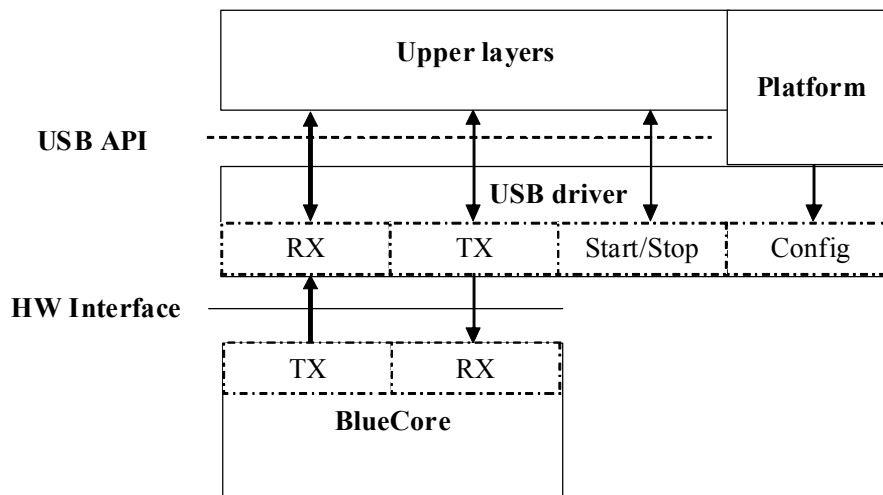 Upper layers
Platform
USB API
USB driver
RX TX Start/Stop Config
HW Interface
TX RX
BlueCore